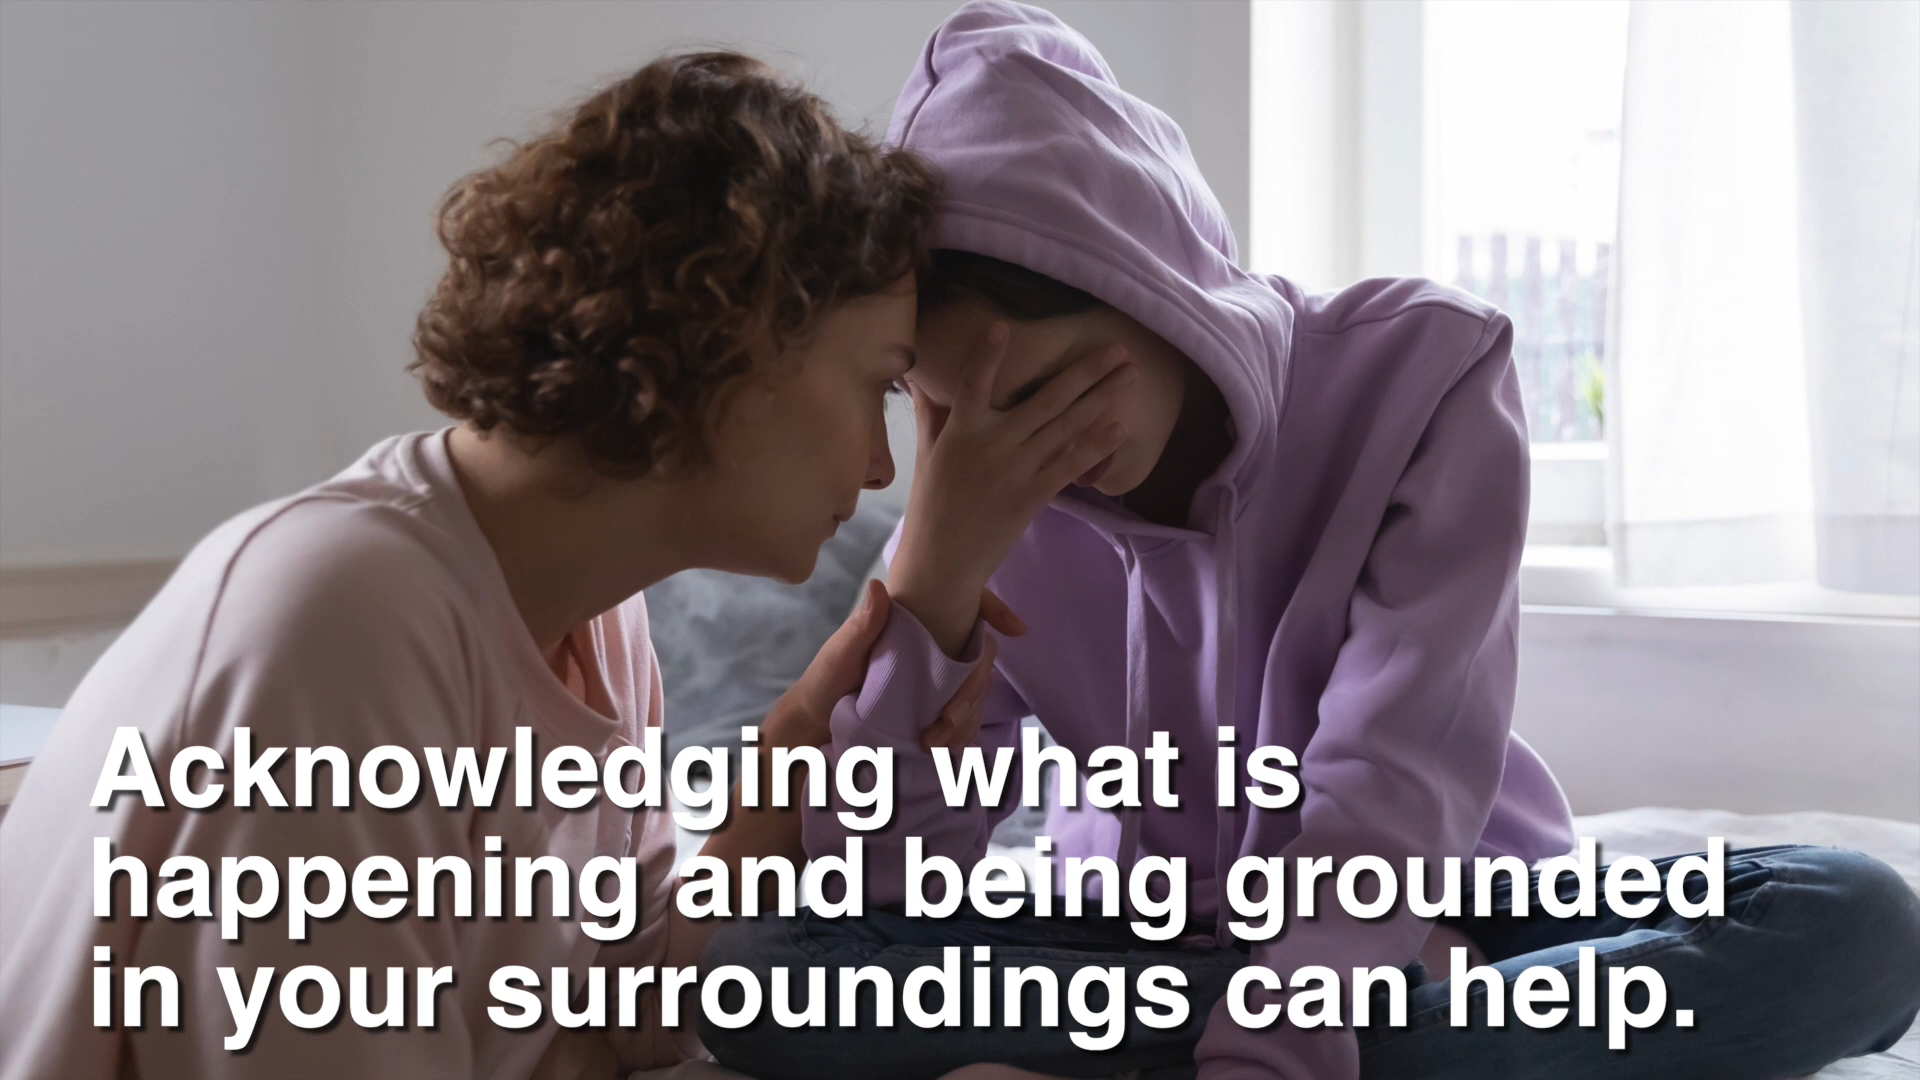 Acknowledging what is
happening and being grounded
in your surroundings can help.